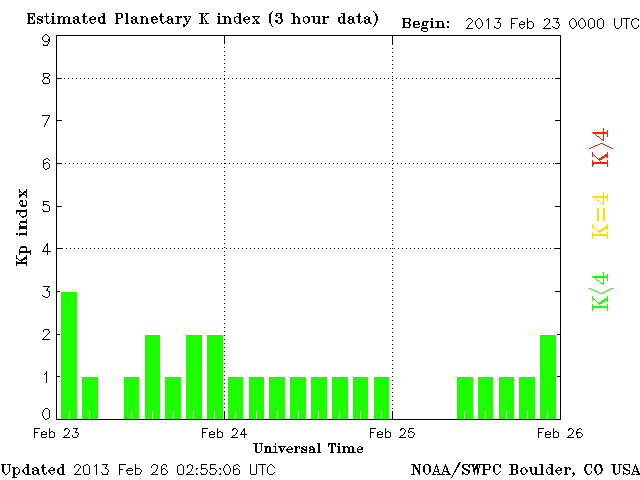 Estimated Planetary K index (3 hour data) Begin: 2013 Feb 23 0000 UTC
9
8
7
6
5
4
3
2
1
0
Kp index
K>4
K=4
K<4
Feb 23 Feb 24 Feb 25 Feb 26
Universal Time
Updated 2013 Feb 26 02:55:06 UTC NOAA/SWPC Boulder, CO USA